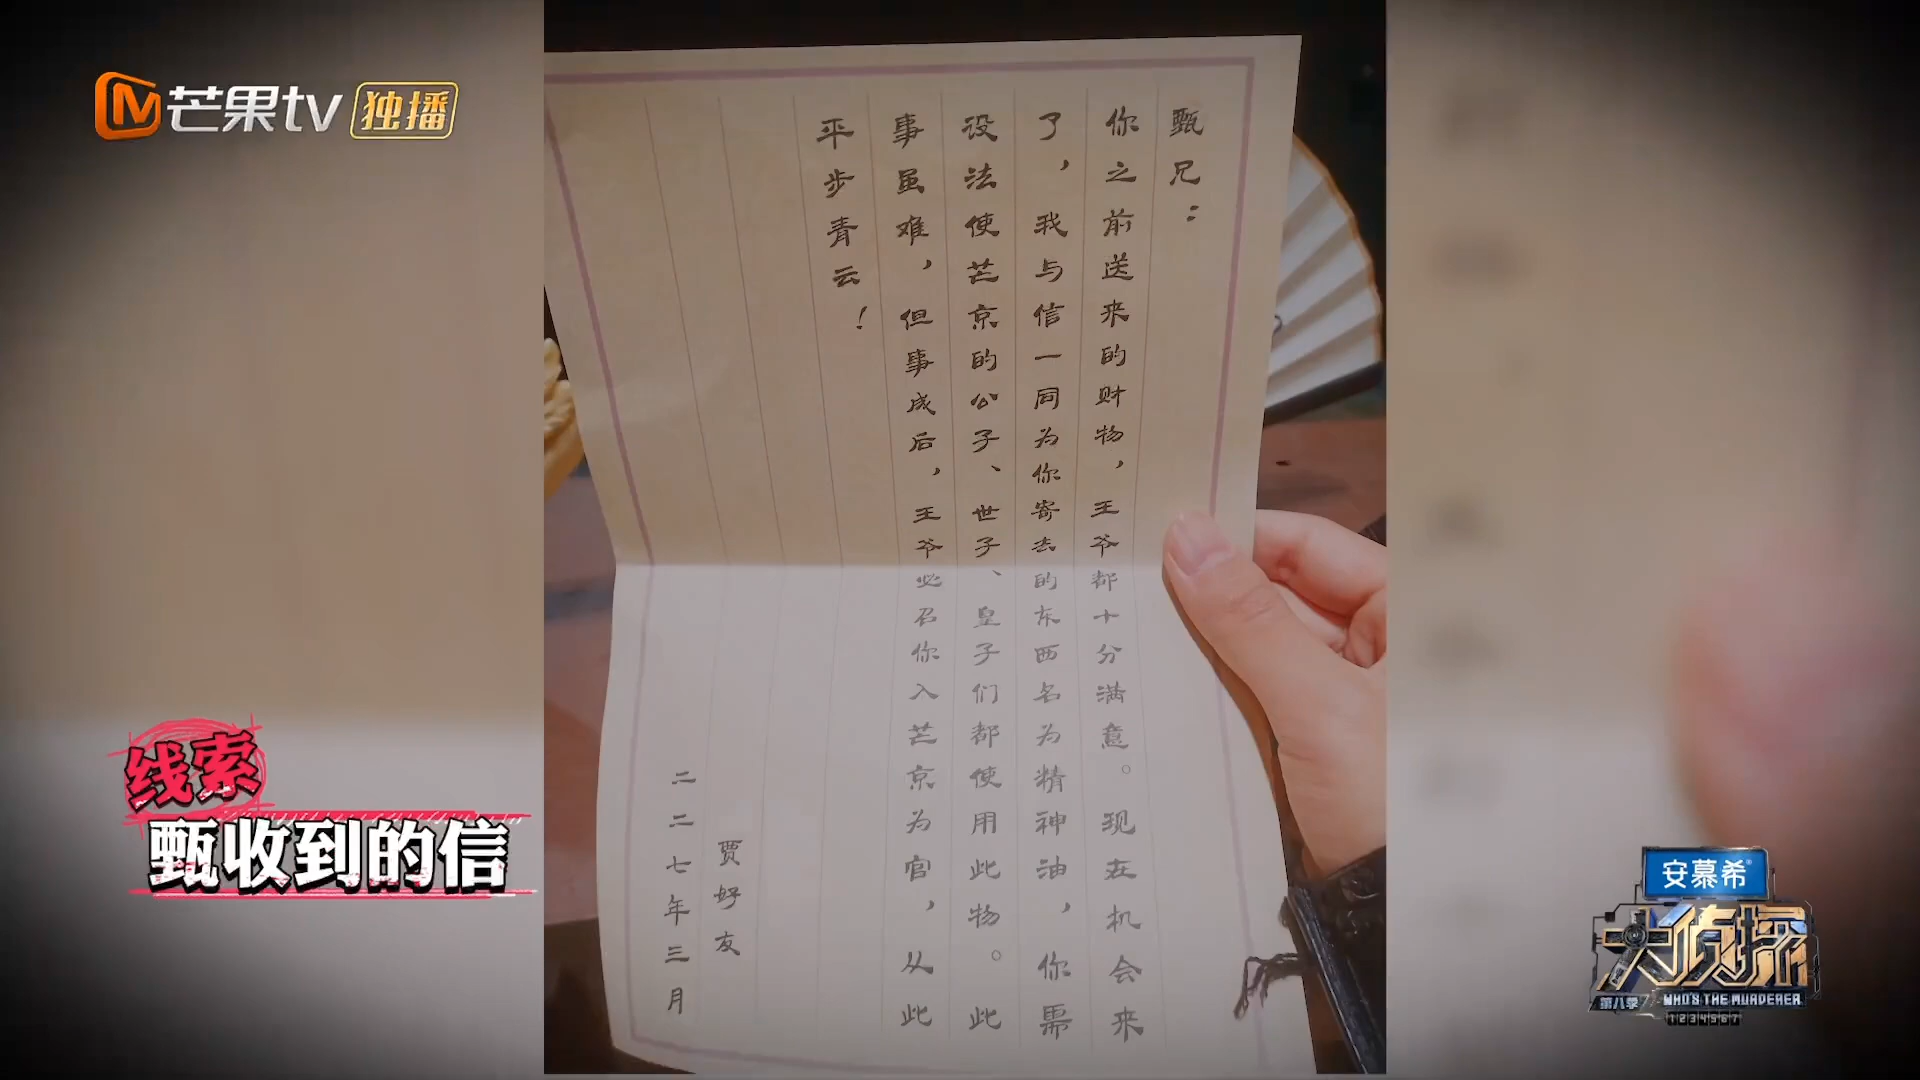 芒果tv 独播
甄兄：
你之前送来的财物，王爷都十分满意。现在机会来
了，我与信一同为你寄去的东西名为精神油，你需
设法使芒京的公子、世子、皇子们都使用此物。此
事虽难，但事成后，王爷必召你入芒京为官，从此
平步青云！
贾好友
二二七年三月
线索
甄收到的信
安慕希
大侦探
第八季 WHO'S THE MURDERER
1234567